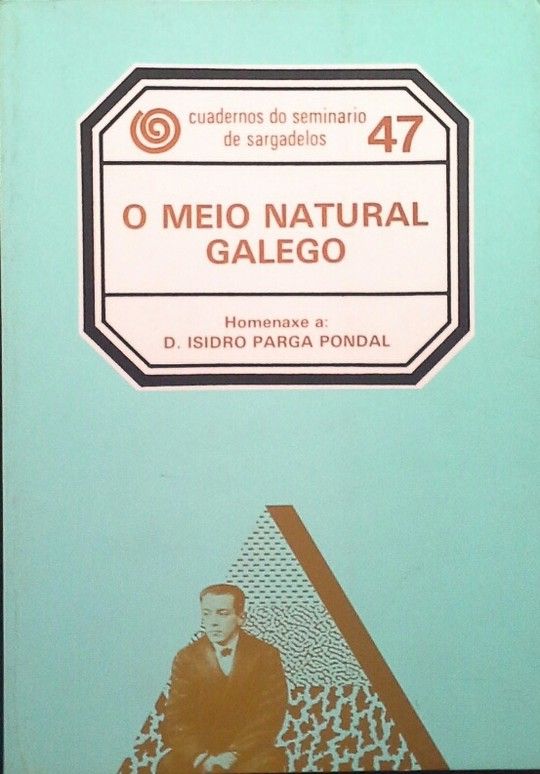 cuadernos do seminario
de sargadelos 47
O MEIO NATURAL
GALEGO
Homenaxe a:
D. ISIDRO PARGA PONDAL